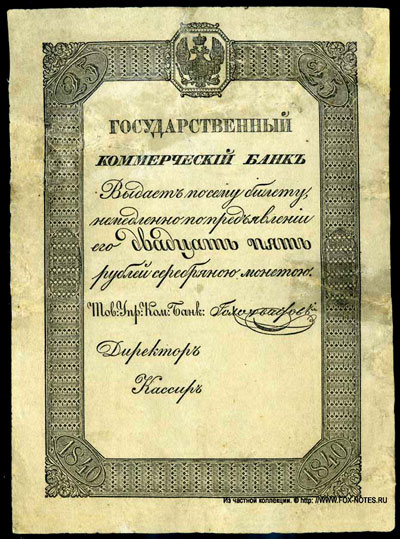 25 25
ГОСУДАРСТВЕННЫЙ
КОММЕРЧЕСКІЙ БАНКЪ
Выдаетъ по сему билету,
немедленно по предъявленіи
его двадцать пять
рублей серебряною монетою.
Тов: Упр: Ком: Банк:
Директоръ
Кассиръ
1840 1840
Из частной коллекции. © http://WWW.FOX-NOTES.RU